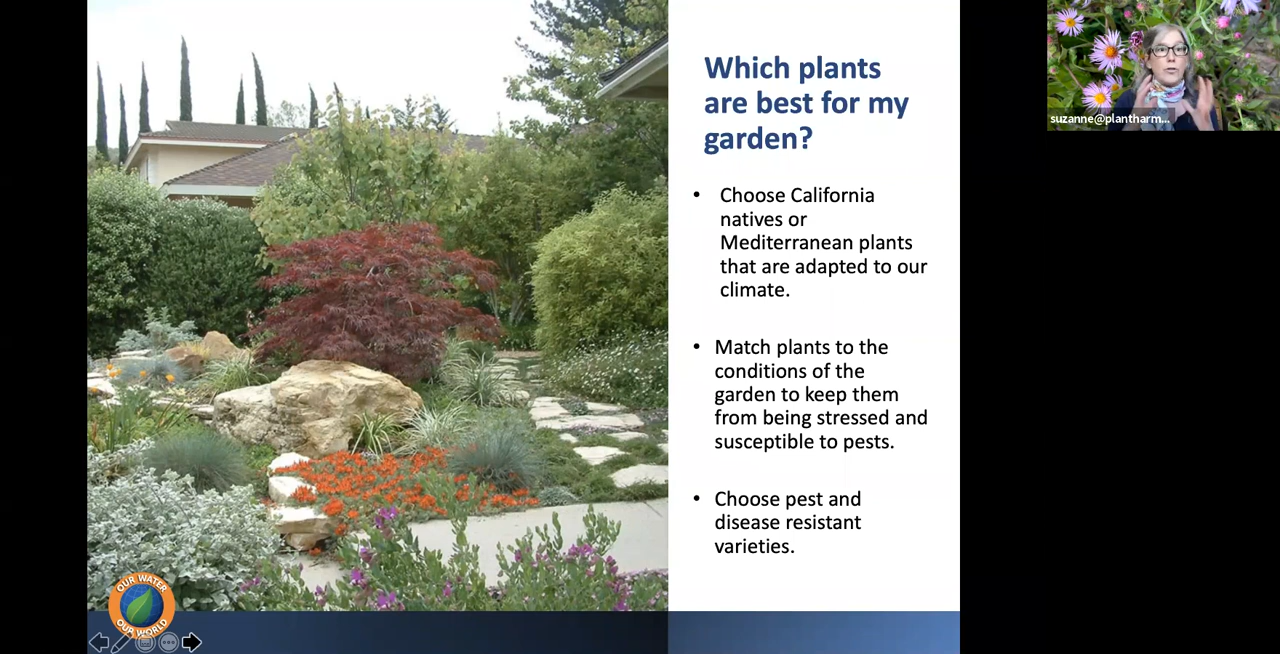 Which plants
are best for my
garden?
• Choose California
natives or
Mediterranean plants
that are adapted to our
climate.
• Match plants to the
conditions of the
garden to keep them
from being stressed and
susceptible to pests.
• Choose pest and
disease resistant
varieties.
suzanne@plantharm...
OUR WATER
OUR WORLD